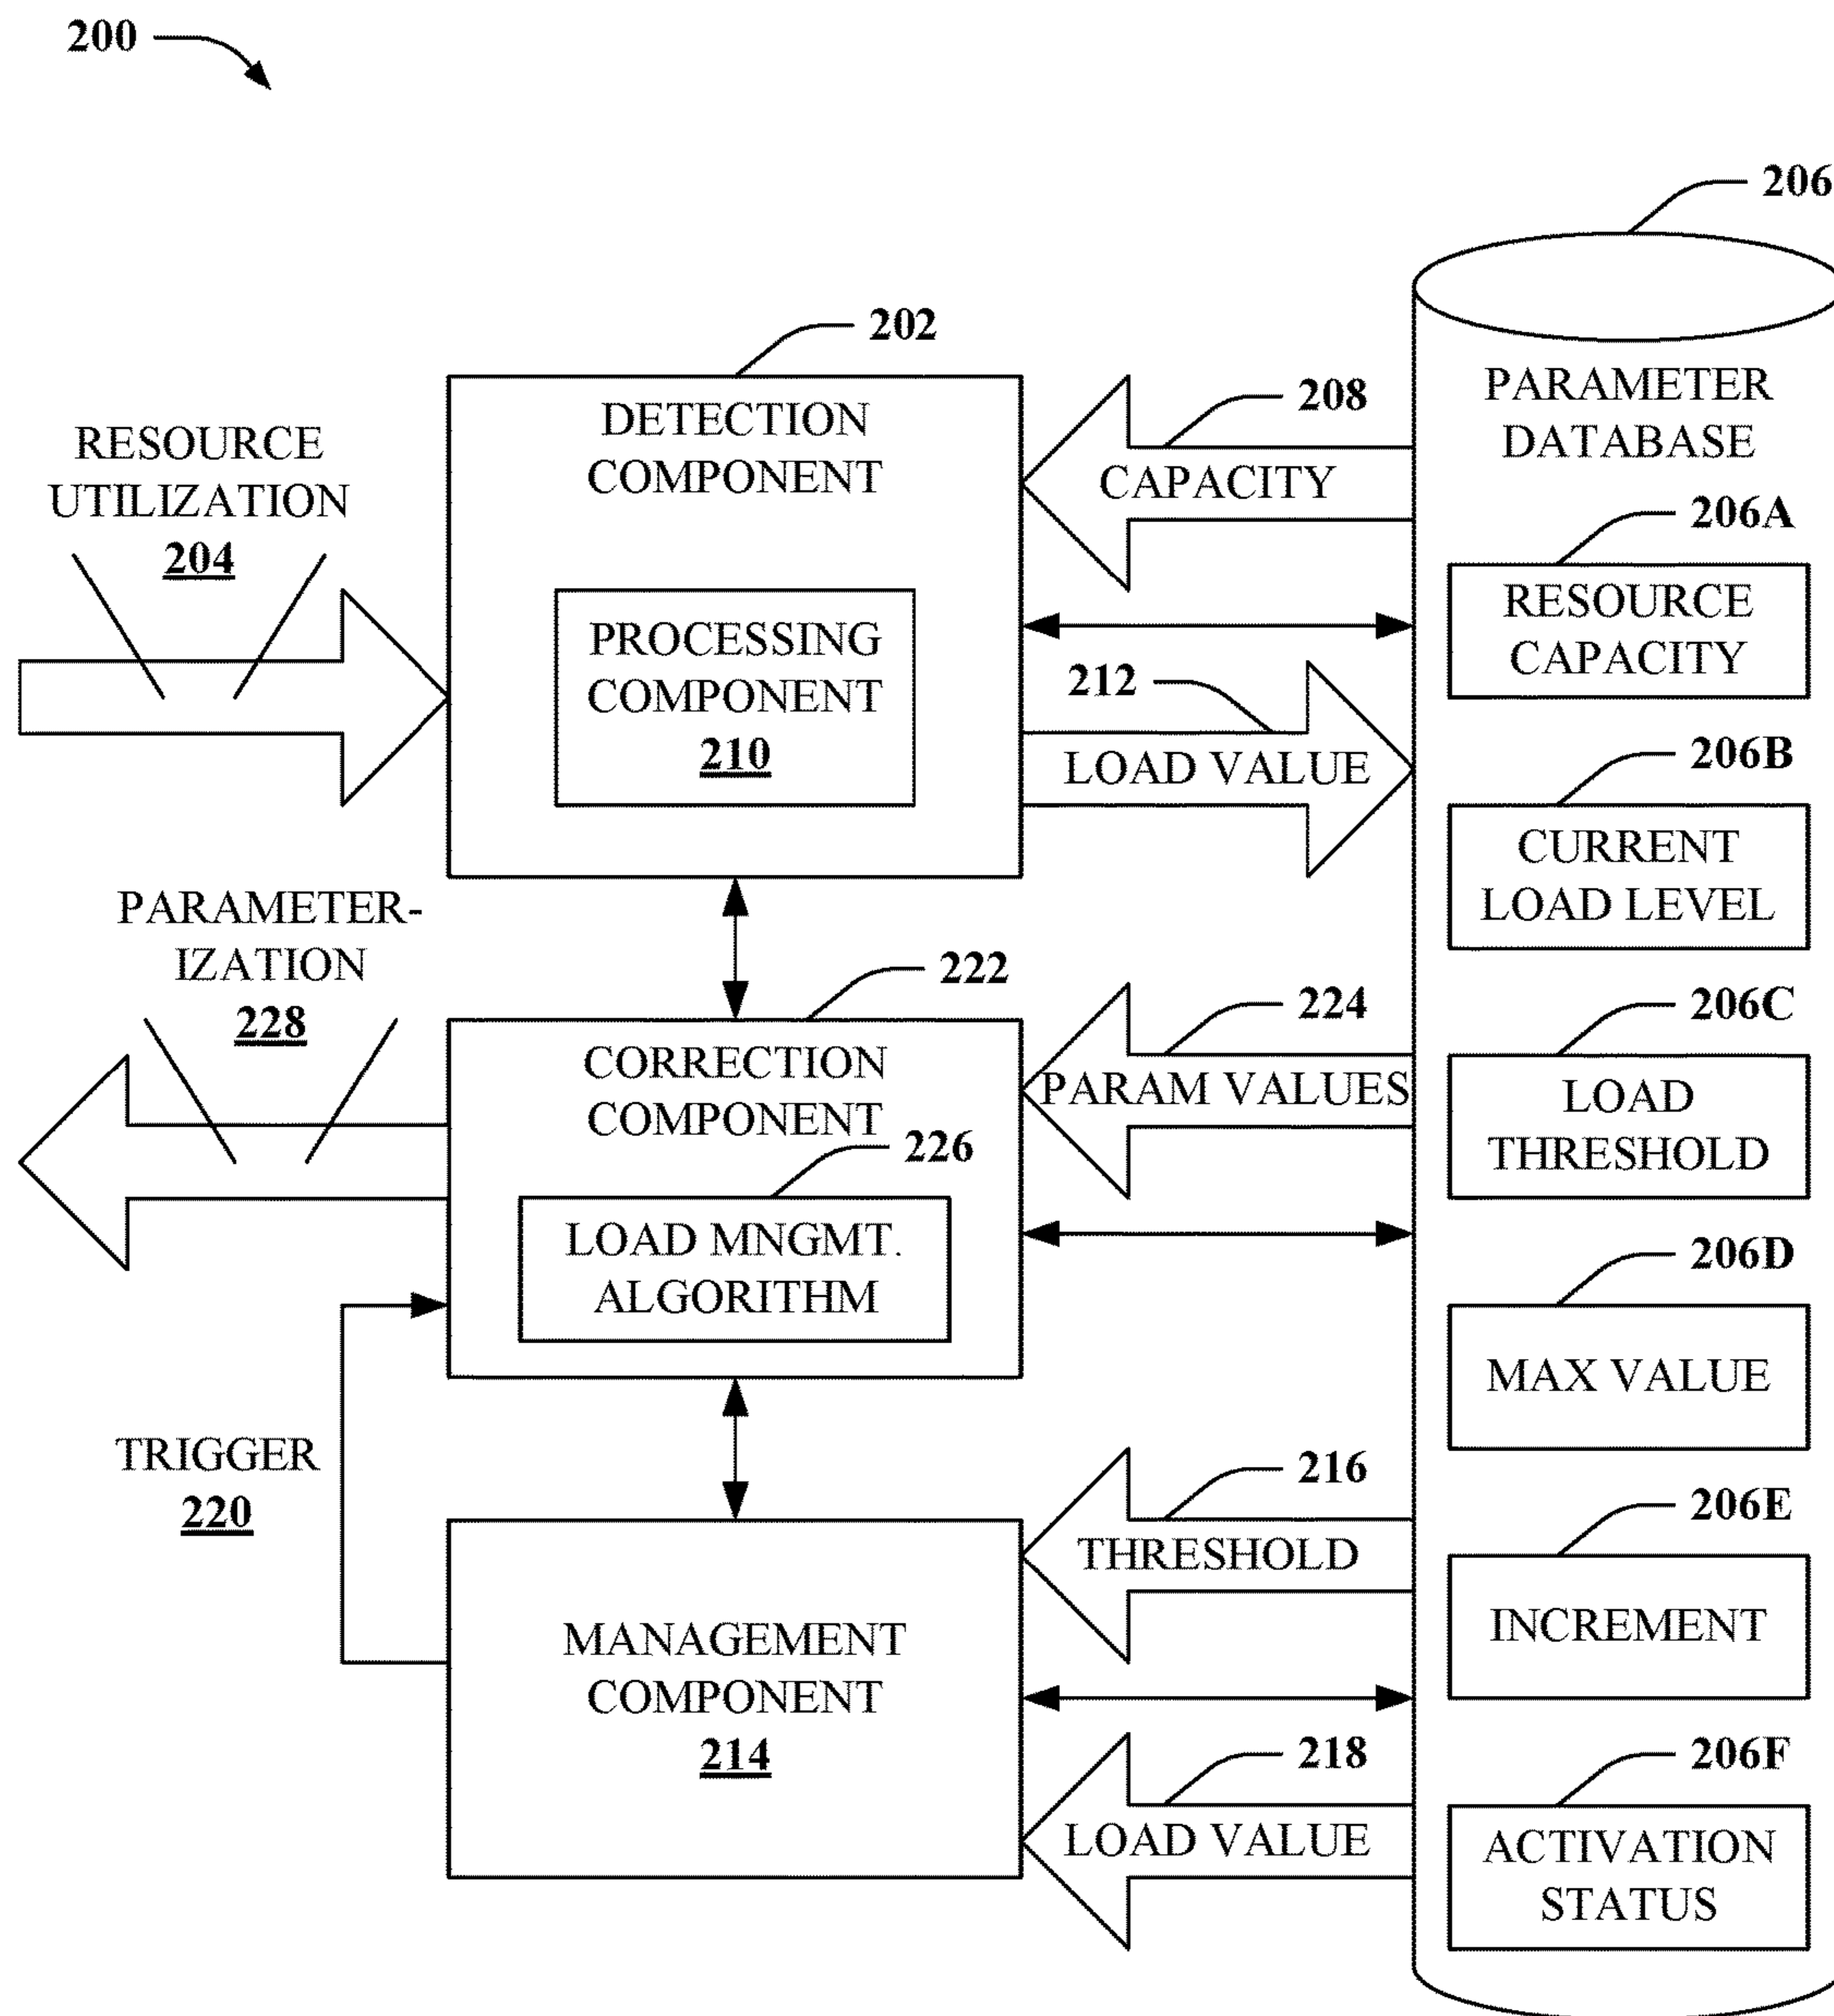 200
206
202
DETECTION
COMPONENT
PROCESSING
COMPONENT
210
RESOURCE
UTILIZATION
204
208
CAPACITY
212
LOAD VALUE
PARAMETER
DATABASE
206A
RESOURCE
CAPACITY
206B
CURRENT
LOAD LEVEL
PARAMETER-
IZATION
228
222
CORRECTION
COMPONENT
226
LOAD MNGMT.
ALGORITHM
224
PARAM VALUES
206C
LOAD
THRESHOLD
206D
MAX VALUE
TRIGGER
220
MANAGEMENT
COMPONENT
214
216
THRESHOLD
218
LOAD VALUE
206E
INCREMENT
206F
ACTIVATION
STATUS